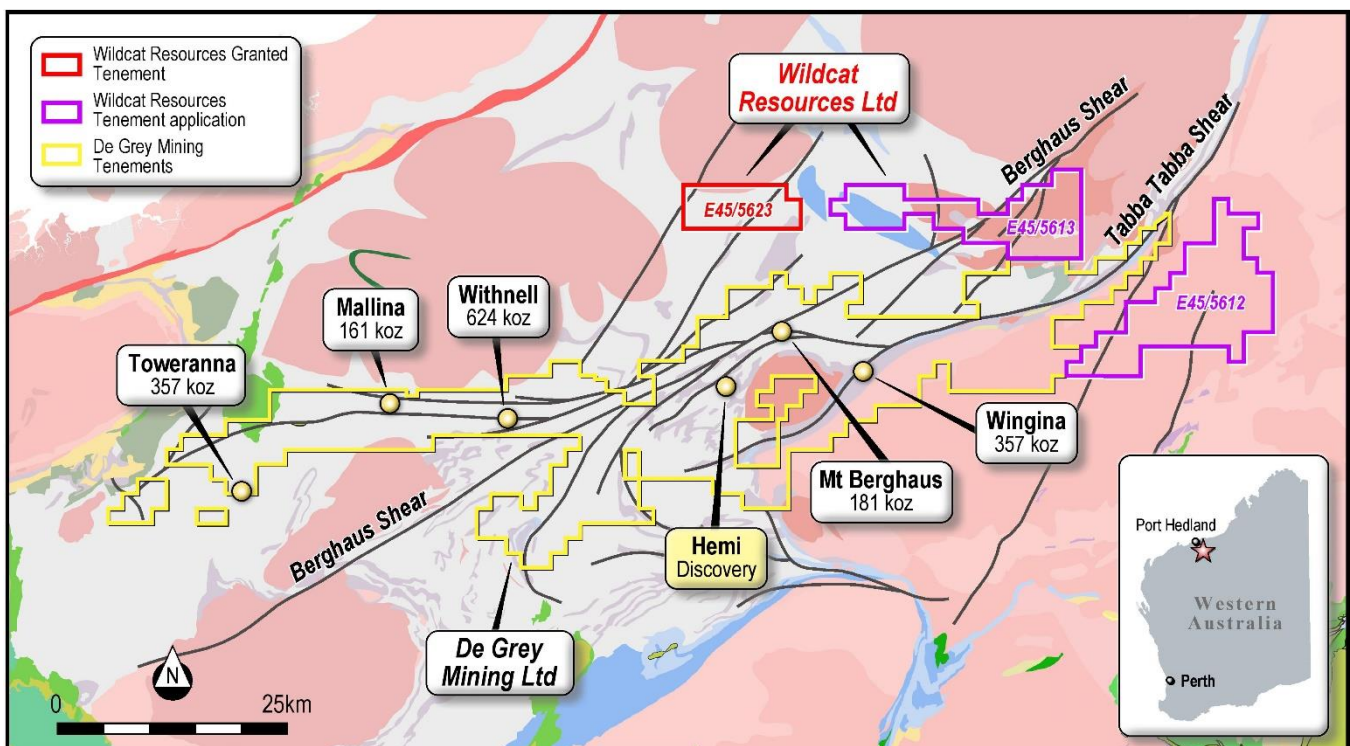 Wildcat Resources Granted
Tenement
Wildcat Resources
Tenement application
De Grey Mining
Tenements
Wildcat
Resources Ltd
Berghaus Shear
Tabba Tabba Shear
E45/5623
E45/5613
E45/5612
Mallina
161 koz
Withnell
624 koz
Toweranna
357 koz
Wingina
357 koz
Mt Berghaus
181 koz
Hemi
Discovery
Berghaus Shear
De Grey
Mining Ltd
N
0 25km
Port Hedland
Western
Australia
Perth